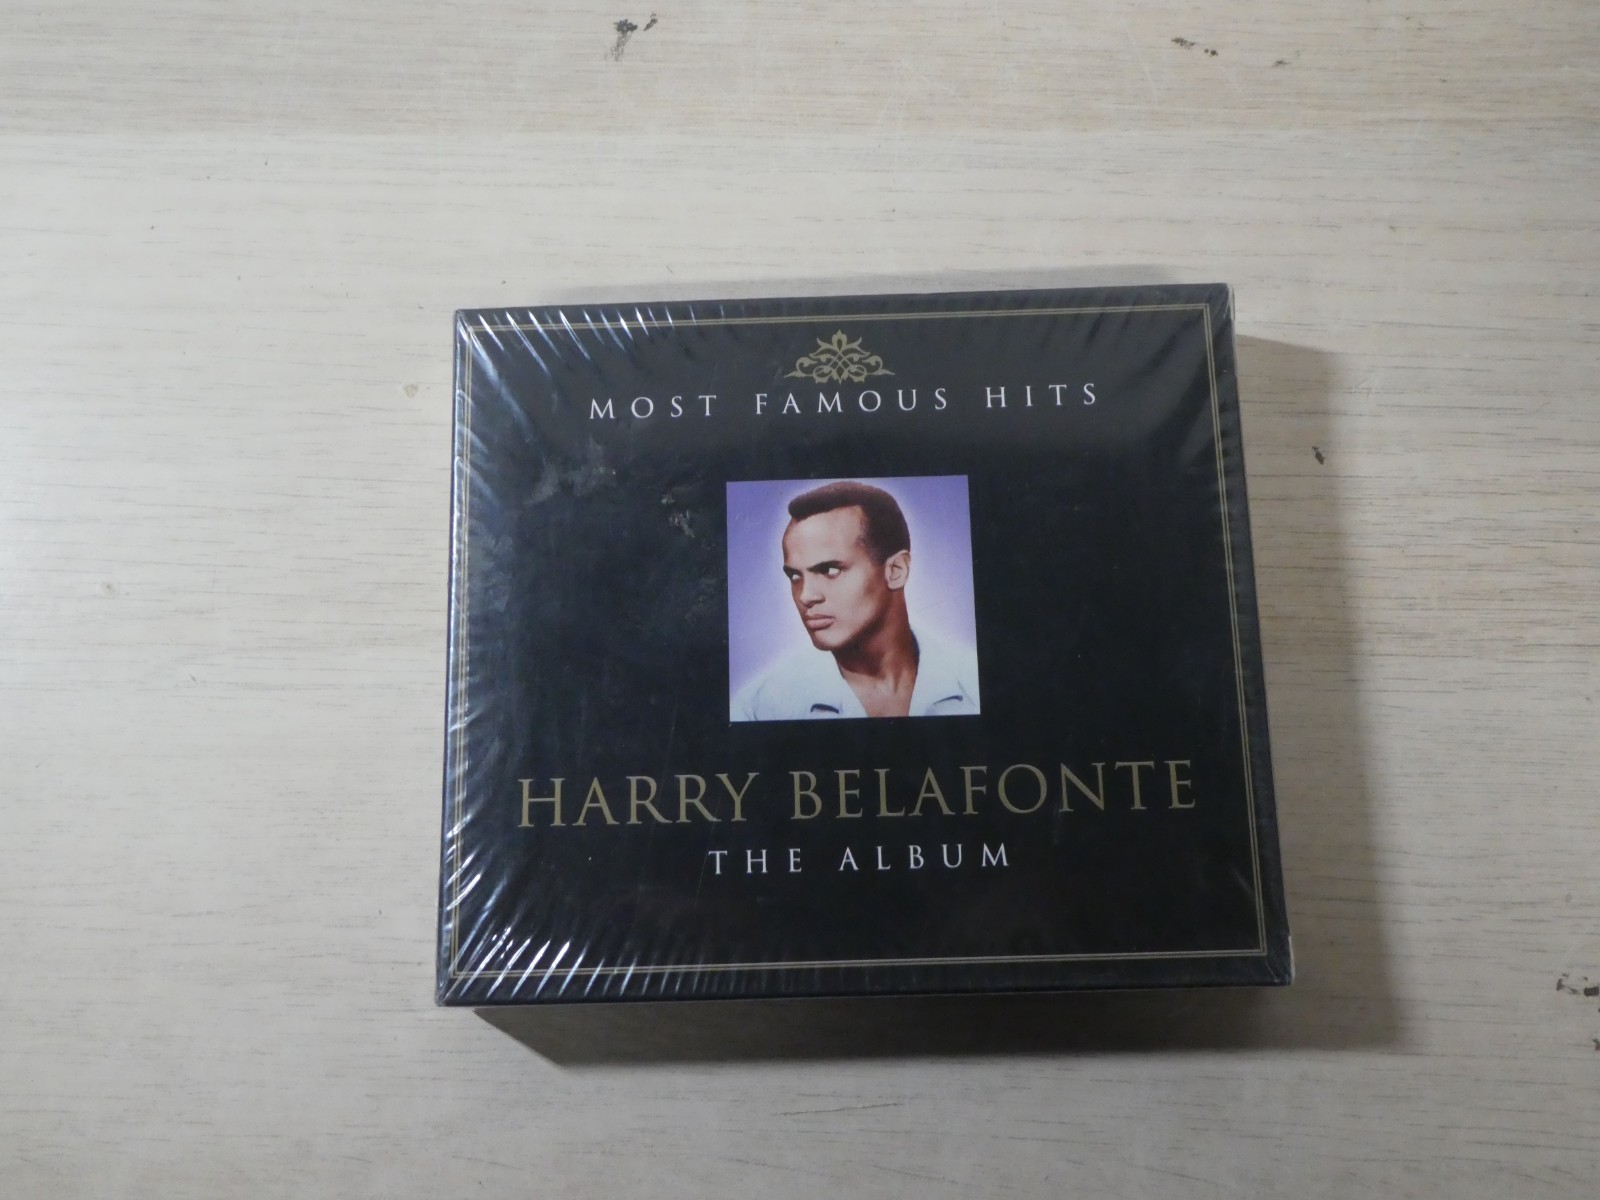 MOST FAMOUS HITS
HARRY BELAFONTE
THE ALBUM